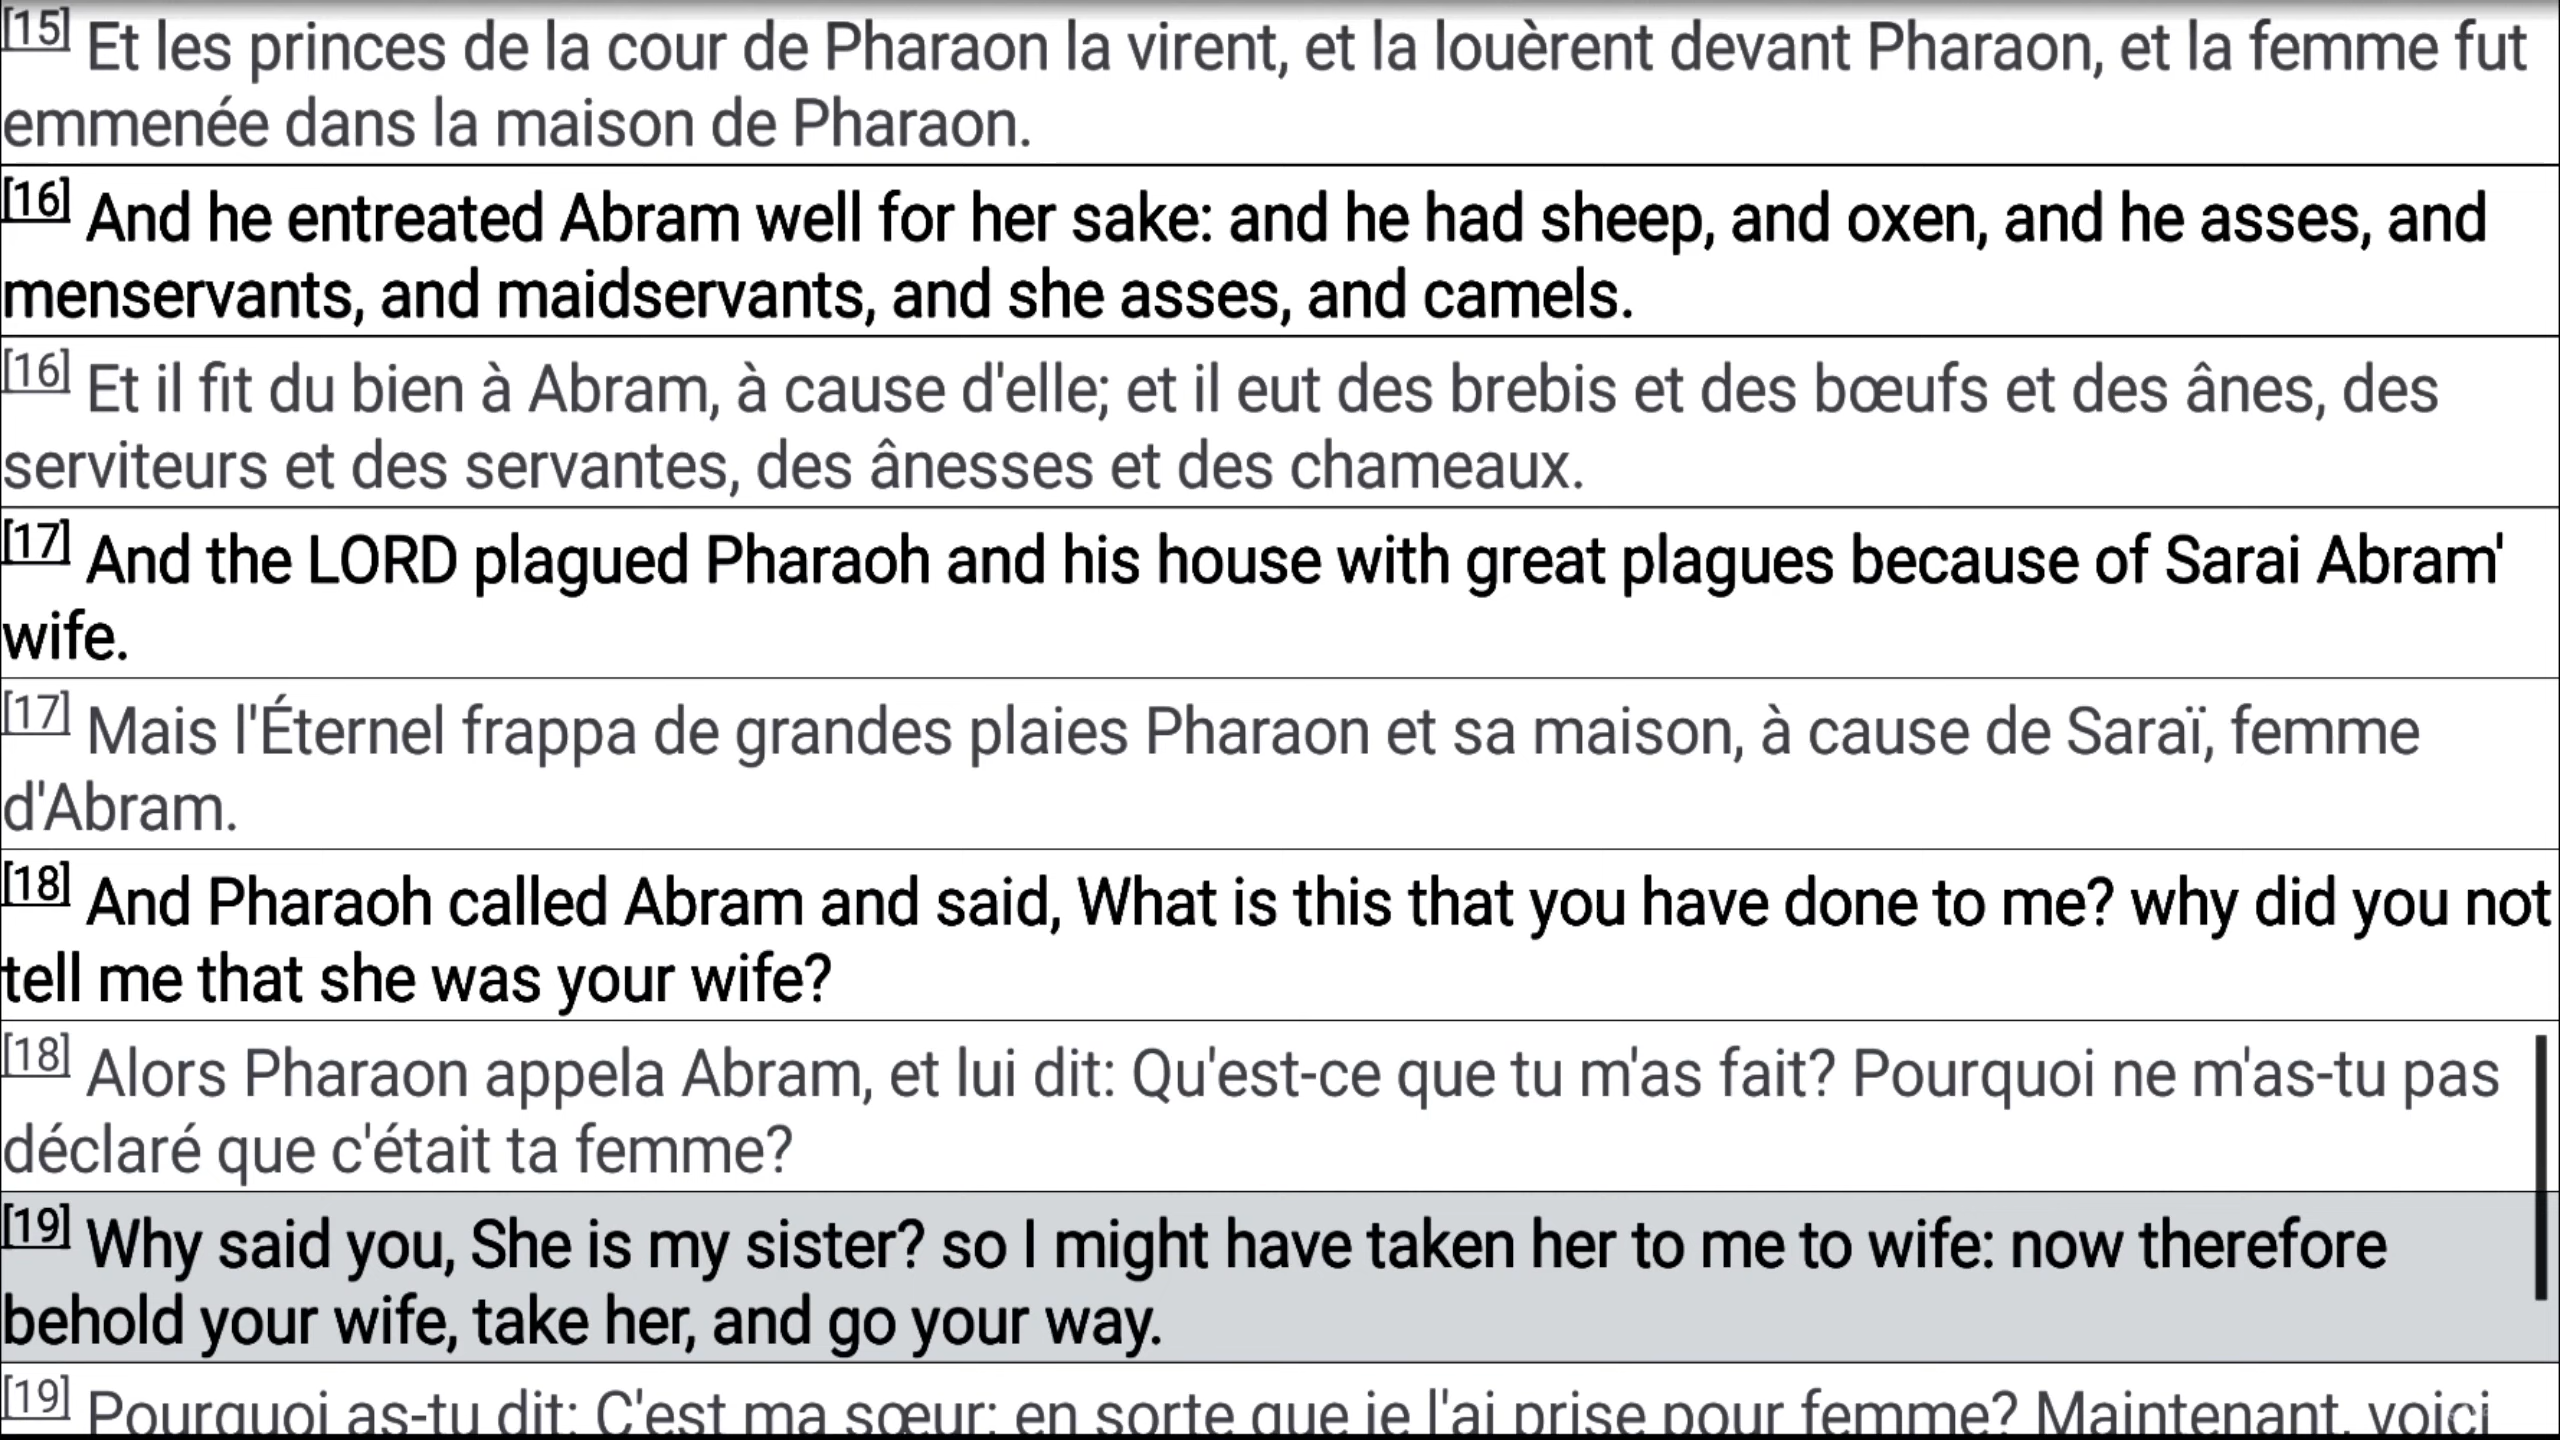 [15] Et les princes de la cour de Pharaon la virent, et la louèrent devant Pharaon, et la femme fut
emmenée dans la maison de Pharaon.
[16] And he entreated Abram well for her sake: and he had sheep, and oxen, and he asses, and
menservants, and maidservants, and she asses, and camels.
[16] Et il fit du bien à Abram, à cause d'elle; et il eut des brebis et des bœufs et des ânes, des
serviteurs et des servantes, des ânesses et des chameaux.
[17] And the LORD plagued Pharaoh and his house with great plagues because of Sarai Abram'
wife.
[17] Mais l'Éternel frappa de grandes plaies Pharaon et sa maison, à cause de Saraï, femme
d'Abram.
[18] And Pharaoh called Abram and said, What is this that you have done to me? why did you not
tell me that she was your wife?
[18] Alors Pharaon appela Abram, et lui dit: Qu'est-ce que tu m'as fait? Pourquoi ne m'as-tu pas
déclaré que c'était ta femme?
[19] Why said you, She is my sister? so I might have taken her to me to wife: now therefore
behold your wife, take her, and go your way.
[19] Pourquoi as-tu dit: C'est ma sœur; en sorte que je l'ai prise pour femme? Maintenant, voici